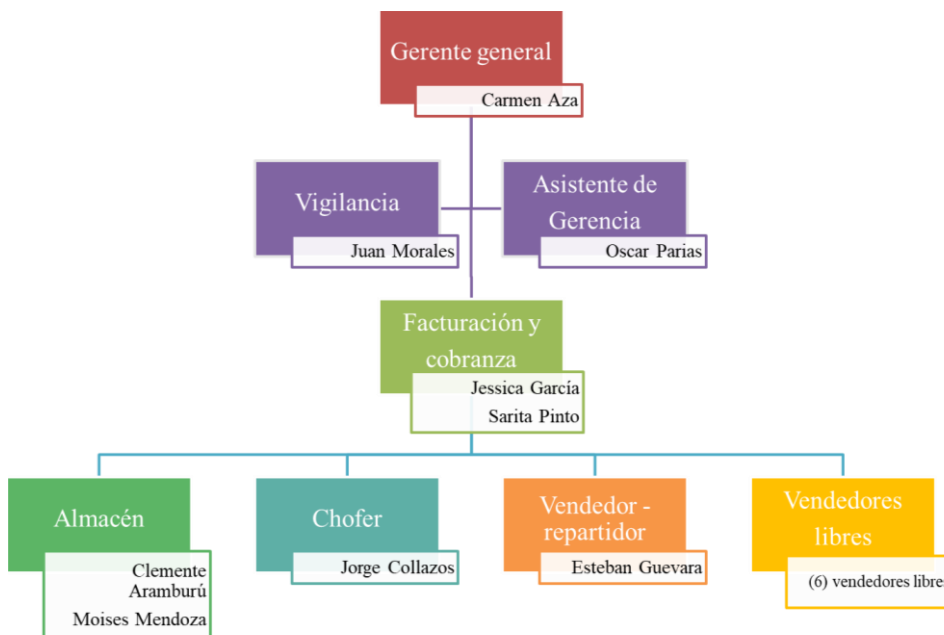 Gerente general
Carmen Aza
Vigilancia
Juan Morales
Asistente de
Gerencia
Oscar Parias
Facturación y
cobranza
Jessica García
Sarita Pinto
Almacén
Clemente
Aramburú
Moises Mendoza
Chofer
Jorge Collazos
Vendedor -
repartidor
Esteban Guevara
Vendedores
libres
(6) vendedores libres